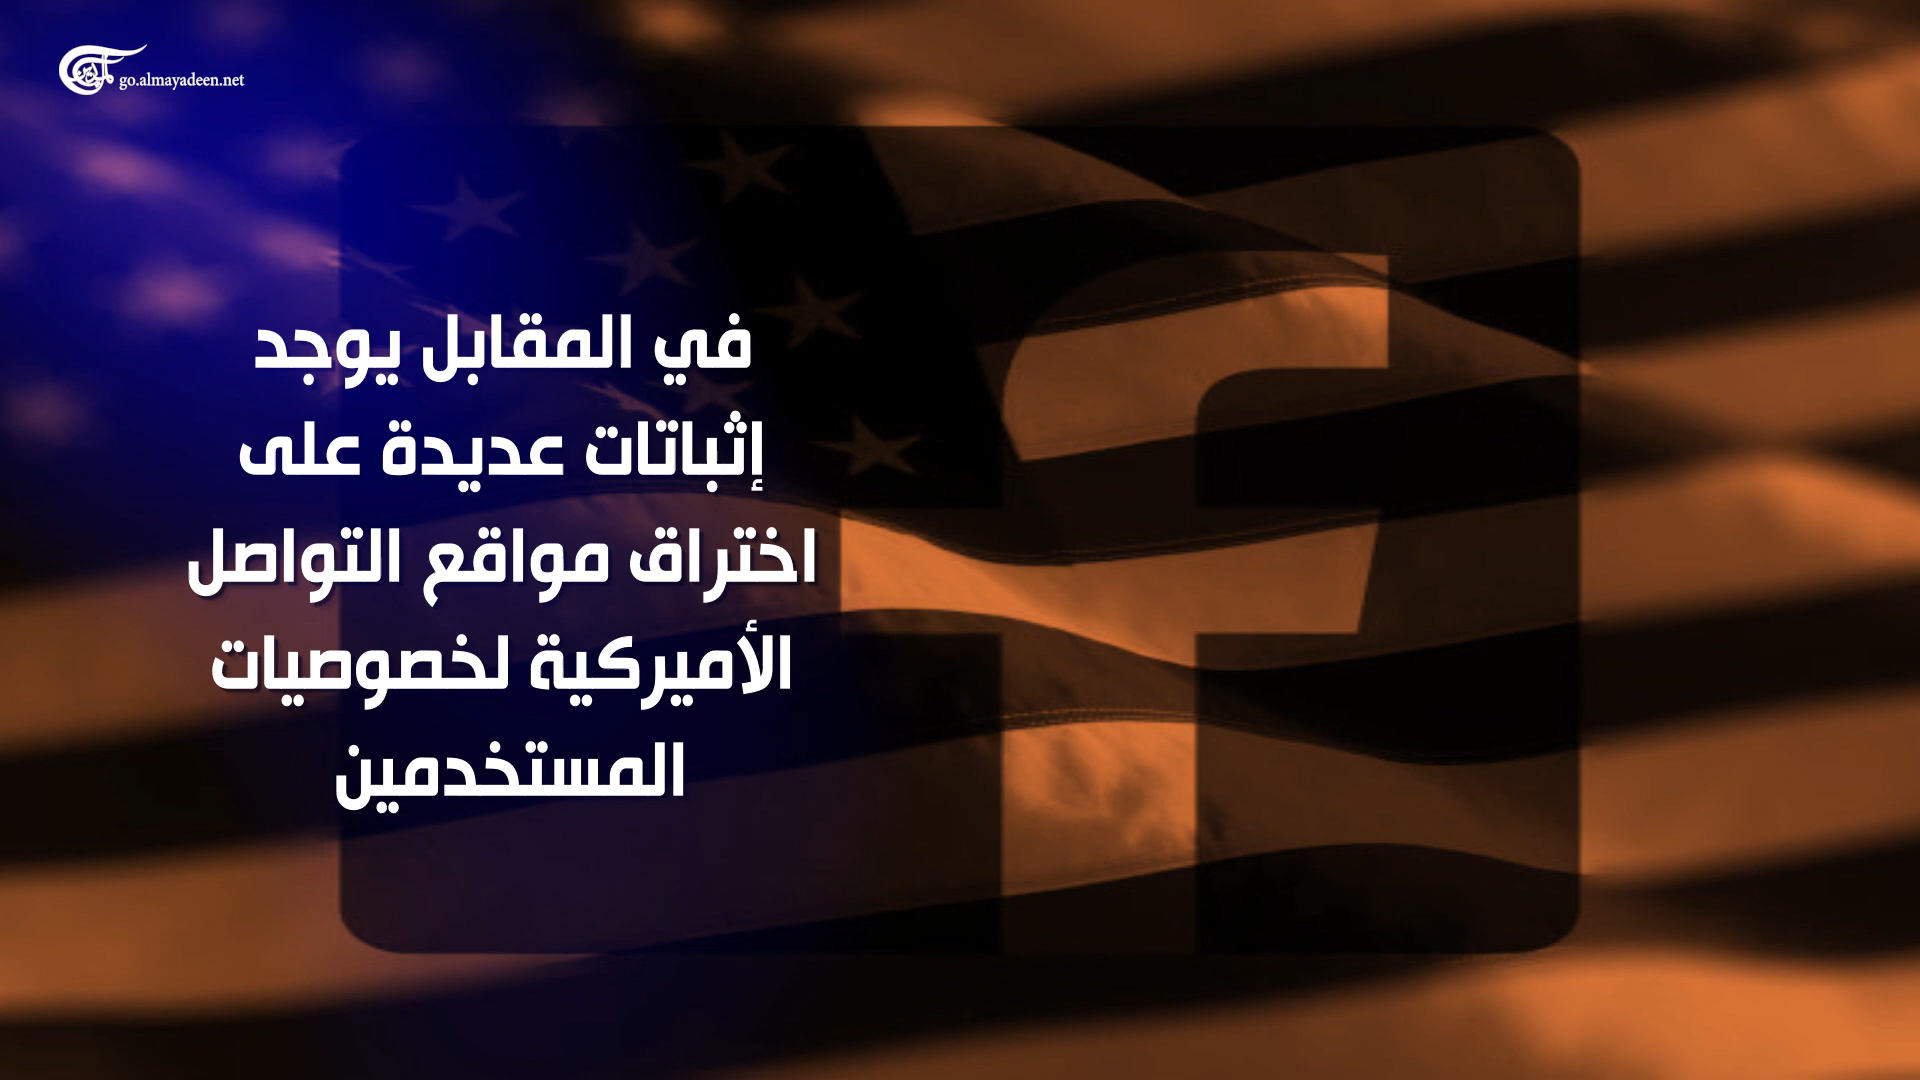 go.almayadeen.net
في المقابل يوجد
إثباتات عديدة على
اختراق مواقع التواصل
الأميركية لخصوصيات
المستخدمين